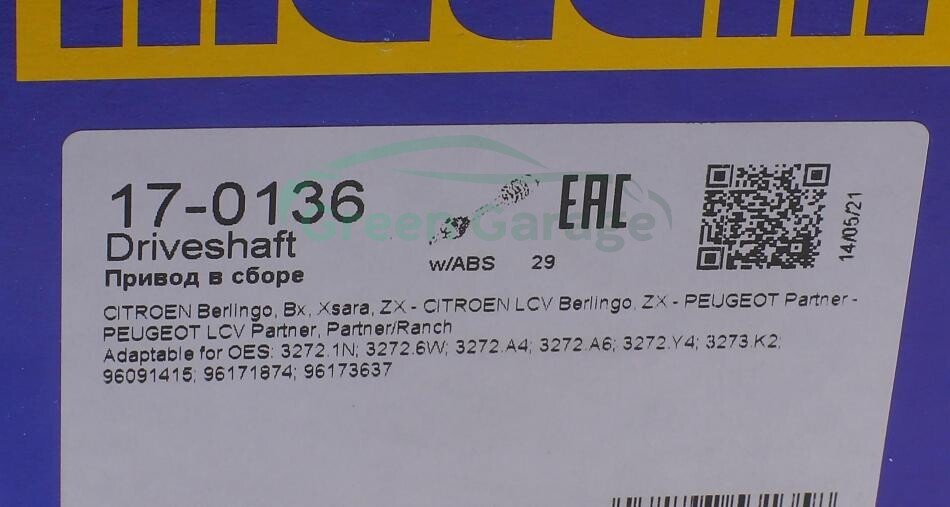 17-0136
Driveshaft
Привод в сборе
w/ABS 29
EAC
14/05/21
Green Garage
CITROEN Berlingo, Bx, Xsara, ZX - CITROEN LCV Berlingo, ZX - PEUGEOT Partner -
PEUGEOT LCV Partner, Partner/Ranch
Adaptable for OES: 3272.1N; 3272.6W; 3272.A4; 3272.A6; 3272.Y4; 3273.K2;
96091415; 96171874; 96173637